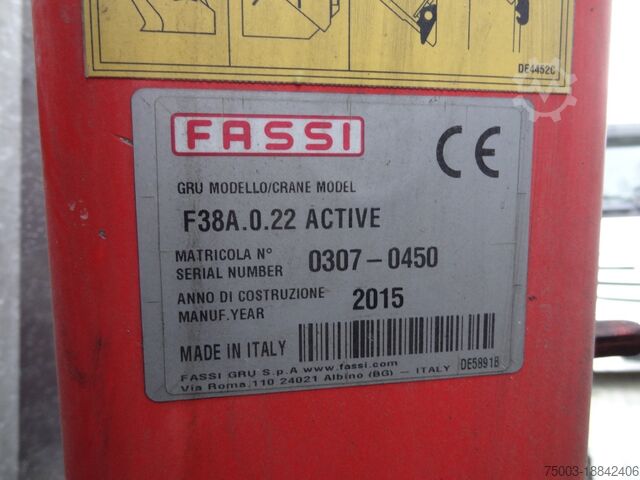 DE4452C
FASSI
CE
GRU MODELLO/CRANE MODEL
F38A.0.22 ACTIVE
MATRICOLA N° 0307-0450
SERIAL NUMBER
ANNO DI COSTRUZIONE 2015
MANUF.YEAR
MADE IN ITALY
FASSI GRU S.p.A www.fassi.com DE5891B
Via Roma,110 24021 Albino (BG) - ITALY
75003-18842406